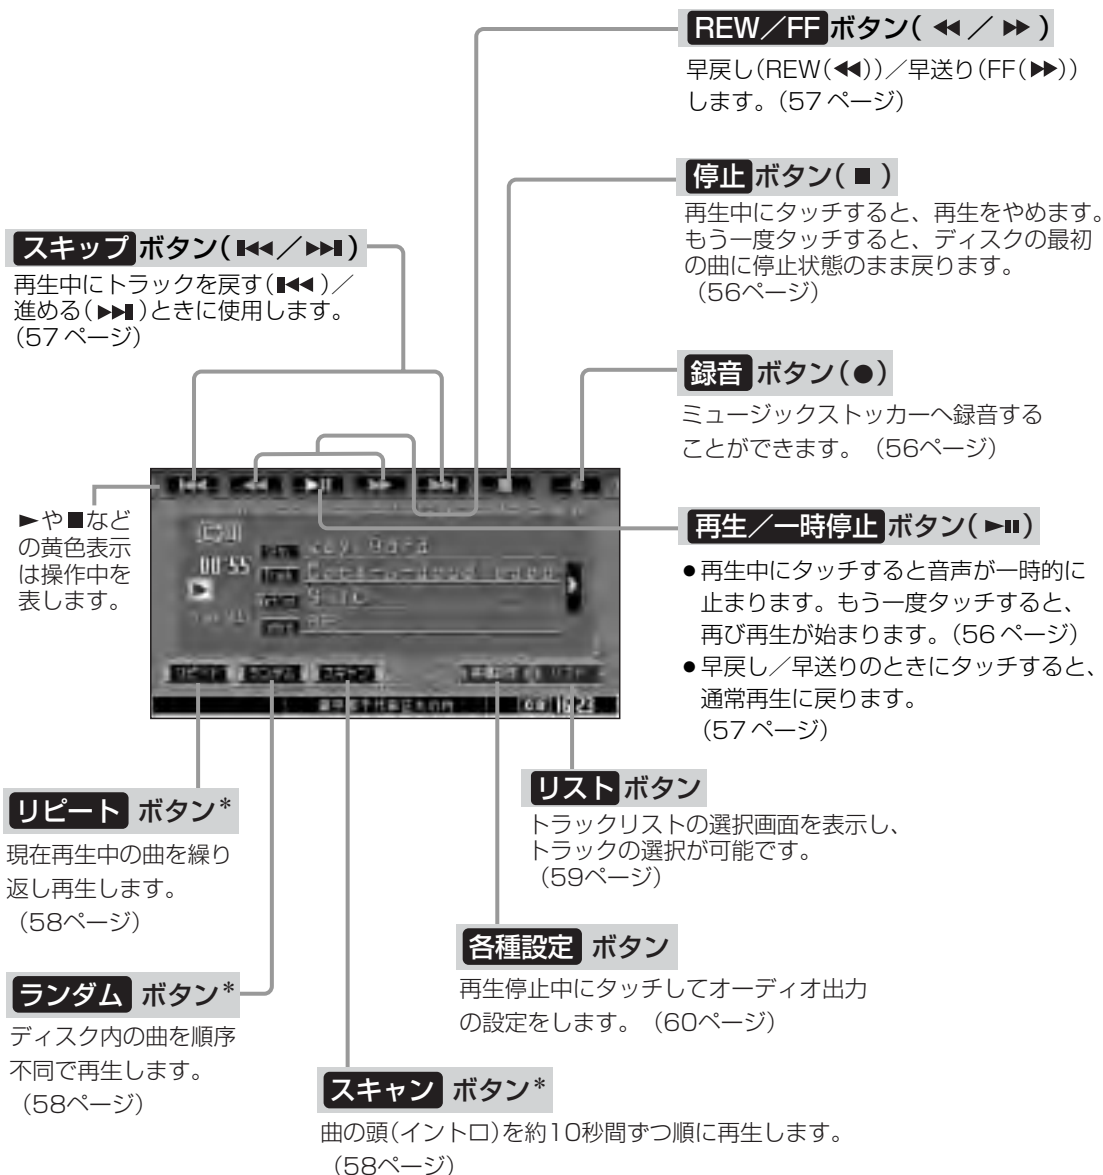 REW／FF ボタン( ◀◀ ／ ▶▶ )
早戻し(REW(◀◀))／早送り(FF(▶▶))
します。(57 ページ)
停止 ボタン( ■ )
再生中にタッチすると、再生をやめます。
もう一度タッチすると、ディスクの最初
の曲に停止状態のまま戻ります。
(56ページ)
スキップ ボタン(I◀◀／▶▶I)
再生中にトラックを戻す(I◀◀)／
進める(▶▶I)ときに使用します。
(57 ページ)
録音 ボタン(●)
ミュージックストッカーへ録音する
ことができます。(56ページ)
►や■など
の黄色表示
は操作中を
表します。
再生／一時停止 ボタン(►II)
●再生中にタッチすると音声が一時的に
止まります。もう一度タッチすると、
再び再生が始まります。(56 ページ)
●早戻し／早送りのときにタッチすると、
通常再生に戻ります。
(57 ページ)
00'55
リピート
スキャン
リスト
リスト ボタン
トラックリストの選択画面を表示し、
トラックの選択が可能です。
(59ページ)
リピート ボタン*
現在再生中の曲を繰り
返し再生します。
(58ページ)
各種設定 ボタン
再生停止中にタッチしてオーディオ出力
の設定をします。(60ページ)
ランダム ボタン*
ディスク内の曲を順序
不同で再生します。
(58ページ)
スキャン ボタン*
曲の頭(イントロ)を約10秒間ずつ順に再生します。
(58ページ)